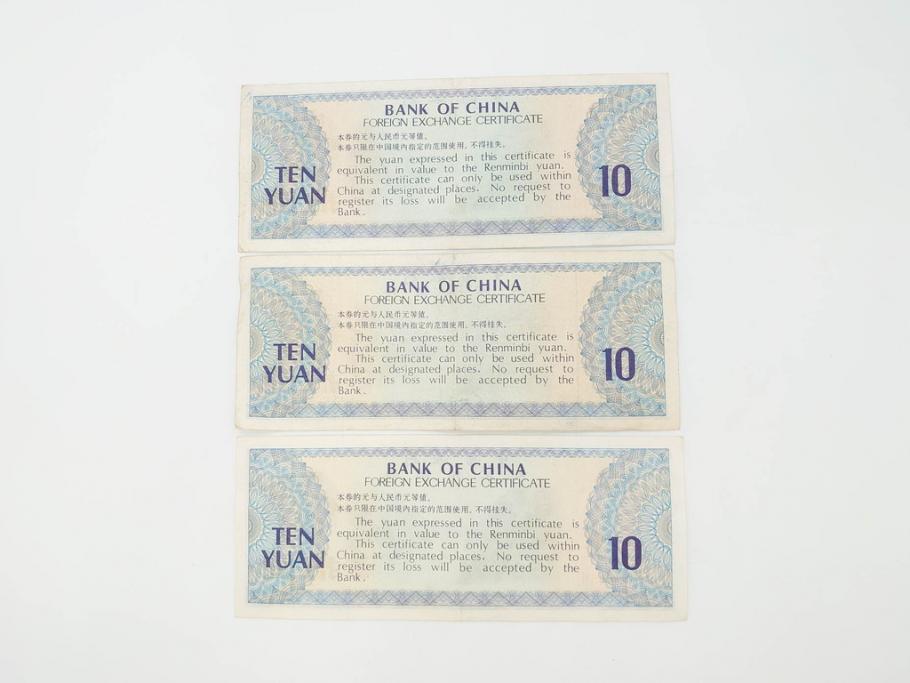 BANK OF CHINA
FOREIGN EXCHANGE CERTIFICATE
本券的元与人民币元等值。
本券只限在中国境内指定的范围使用，不得挂失。
The yuan expressed in this certificate is
equivalent in value to the Renminbi yuan.
This certificate can only be used within
China at designated places. No request to
register its loss will be accepted by the
Bank.
TEN
YUAN
10
BANK OF CHINA
FOREIGN EXCHANGE CERTIFICATE
本券的元与人民币元等值。
本券只限在中国境内指定的范围使用，不得挂失。
The yuan expressed in this certificate is
equivalent in value to the Renminbi yuan.
This certificate can only be used within
China at designated places. No request to
register its loss will be accepted by the
Bank.
TEN
YUAN
10
BANK OF CHINA
FOREIGN EXCHANGE CERTIFICATE
本券的元与人民币元等值。
本券只限在中国境内指定的范围使用，不得挂失。
The yuan expressed in this certificate is
equivalent in value to the Renminbi yuan.
This certificate can only be used within
China at designated places. No request to
register its loss will be accepted by the
Bank.
TEN
YUAN
10